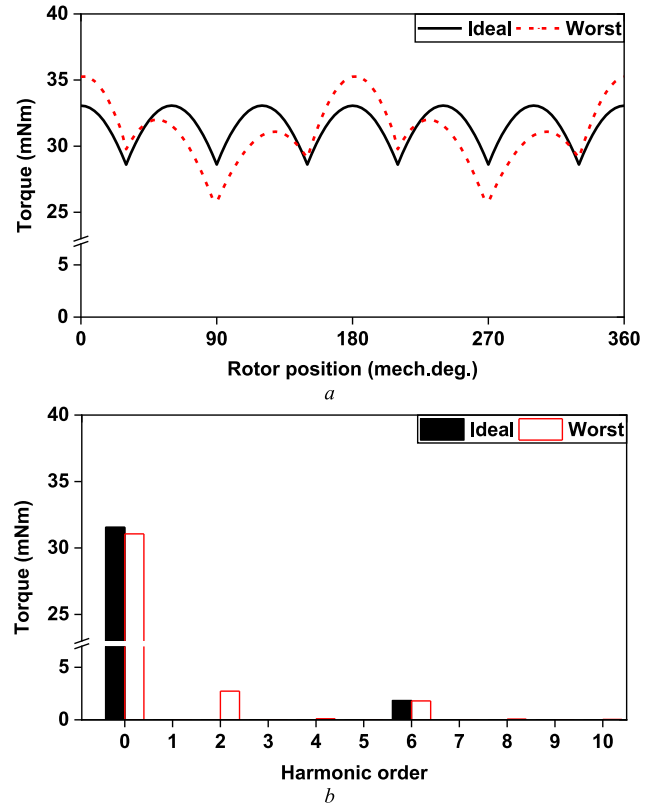 40
35
30
25
5
0
Torque (mNm)
Ideal
Worst
0
90
180
270
360
Rotor position (mech.deg.)
a
40
35
30
25
5
0
Torque (mNm)
Ideal
Worst
0 1 2 3 4 5 6 7 8 9 10
Harmonic order
b